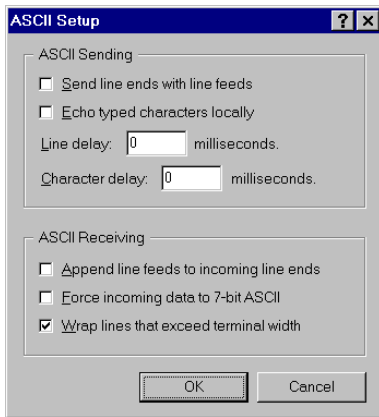 ASCII Setup
ASCII Sending
Send line ends with line feeds
Echo typed characters locally
Line delay: 0 milliseconds.
Character delay: 0 milliseconds.
ASCII Receiving
Append line feeds to incoming line ends
Force incoming data to 7-bit ASCII
Wrap lines that exceed terminal width
OK Cancel